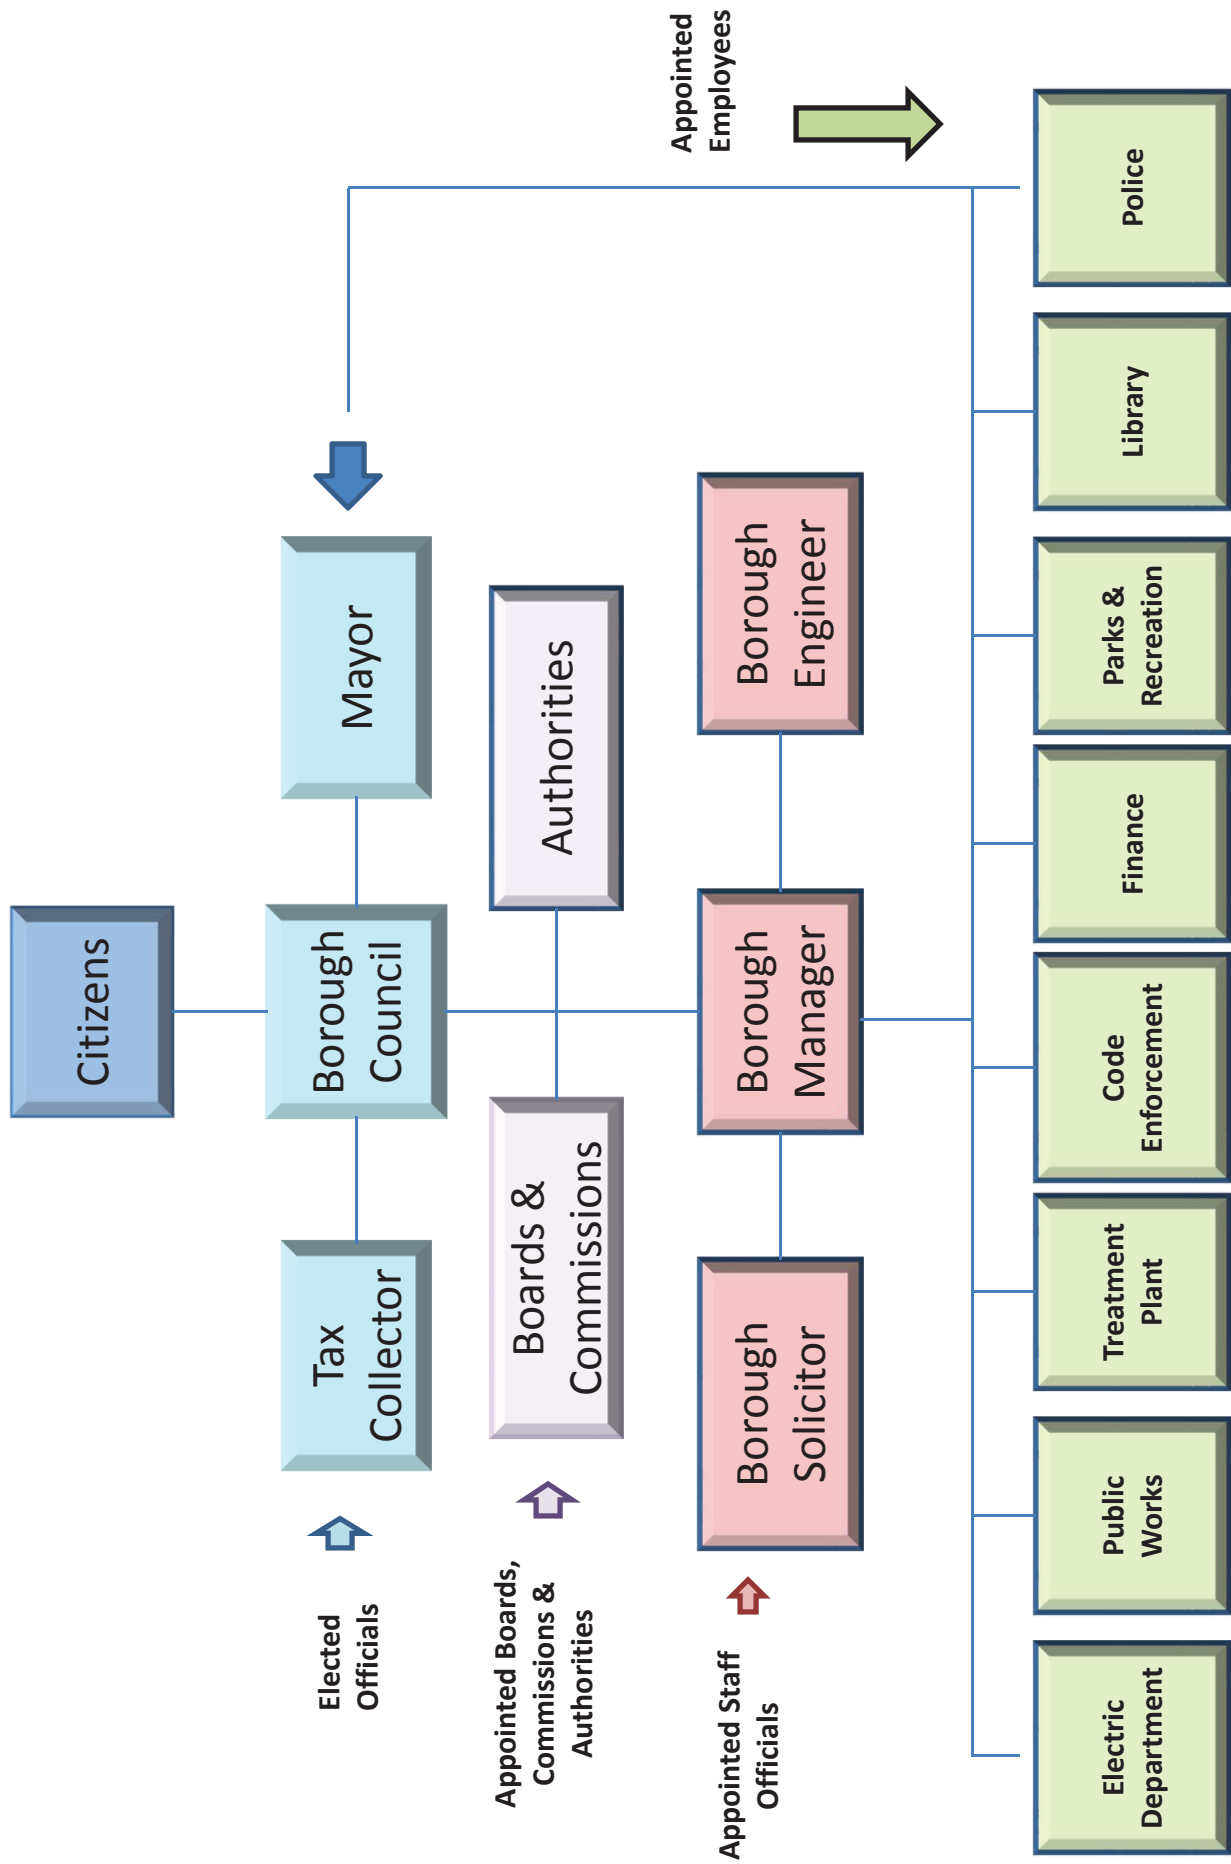 Citizens
Tax
Collector
Borough
Council
Mayor
Elected
Officials
Boards &
Commissions
Authorities
Appointed Boards,
Commissions &
Authorities
Borough
Solicitor
Borough
Manager
Borough
Engineer
Appointed Staff
Officials
Appointed
Employees
Electric
Department
Public
Works
Treatment
Plant
Code
Enforcement
Finance
Parks &
Recreation
Library
Police